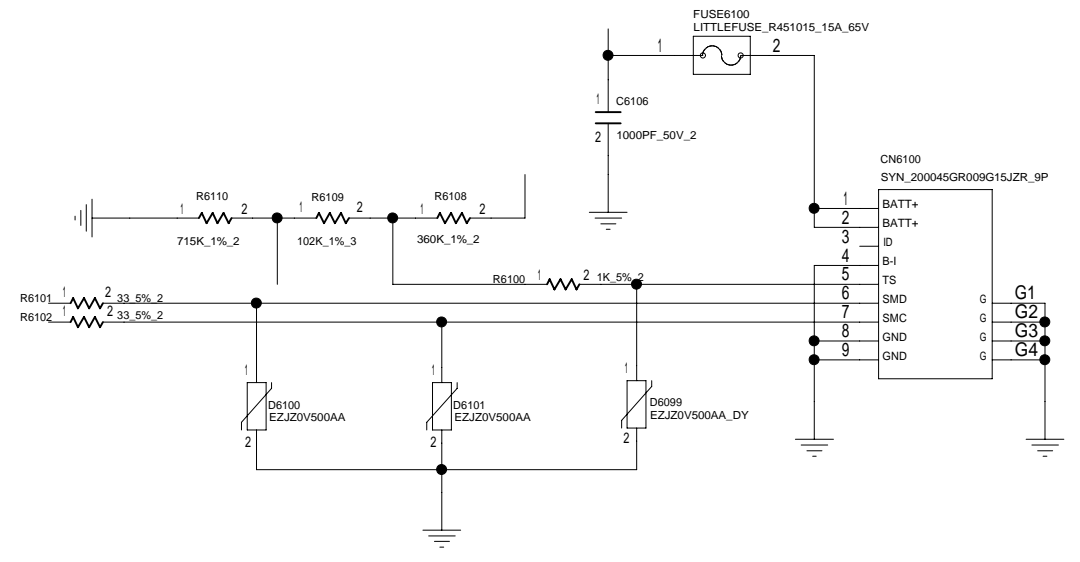 FUSE6100
LITTLEFUSE_R451015_15A_65V
1 2
1
C6106
2
1000PF_50V_2
CN6100
SYN_200045GR009G15JZR_9P
R6110 R6109 R6108
1 2 1 2 1 2
715K_1%_2 102K_1%_3 360K_1%_2
1 BATT+
2 BATT+
3 ID
4 B-I
5 TS
6 SMD G G1
7 SMC G G2
8 GND G G3
9 GND G G4
R6100 1 2 1K_5%_2
R6101 1 2 33_5%_2
R6102 1 2 33_5%_2
1 1 1
D6100 D6101 D6099
EZJZ0V500AA EZJZ0V500AA EZJZ0V500AA_DY
2 2 2